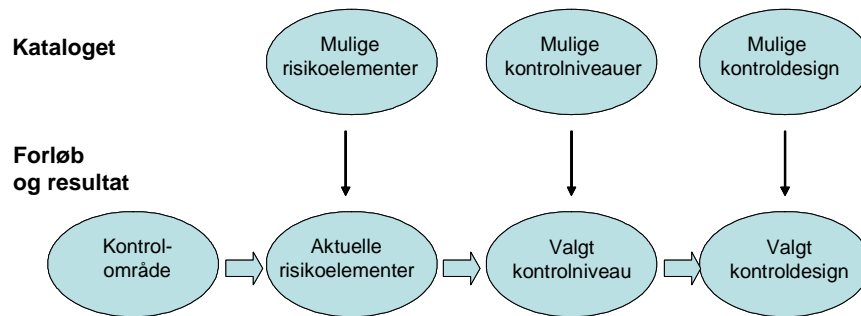 Kataloget
Mulige
risikoelementer
Mulige
kontrolniveauer
Mulige
kontroldesign
Forløb
og resultat
Kontrol-
område
Aktuelle
risikoelementer
Valgt
kontrolniveau
Valgt
kontroldesign